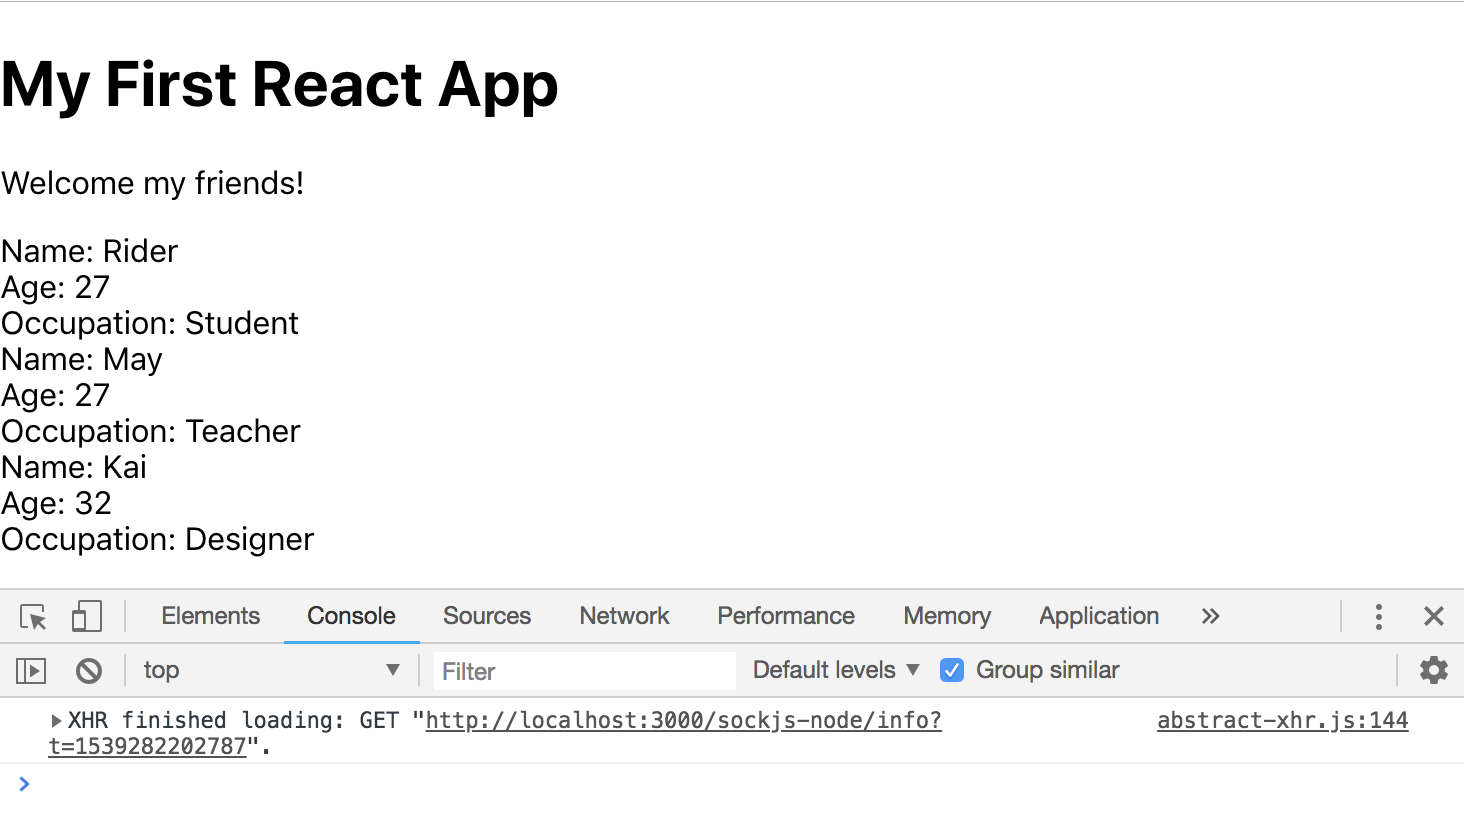 My First React App
Welcome my friends!
Name: Rider
Age: 27
Occupation: Student
Name: May
Age: 27
Occupation: Teacher
Name: Kai
Age: 32
Occupation: Designer
Elements Console Sources Network Performance Memory Application
top Filter Default levels Group similar
XHR finished loading: GET "http://localhost:3000/sockjs-node/info? abstract-xhr.js:144
t=1539282202787".